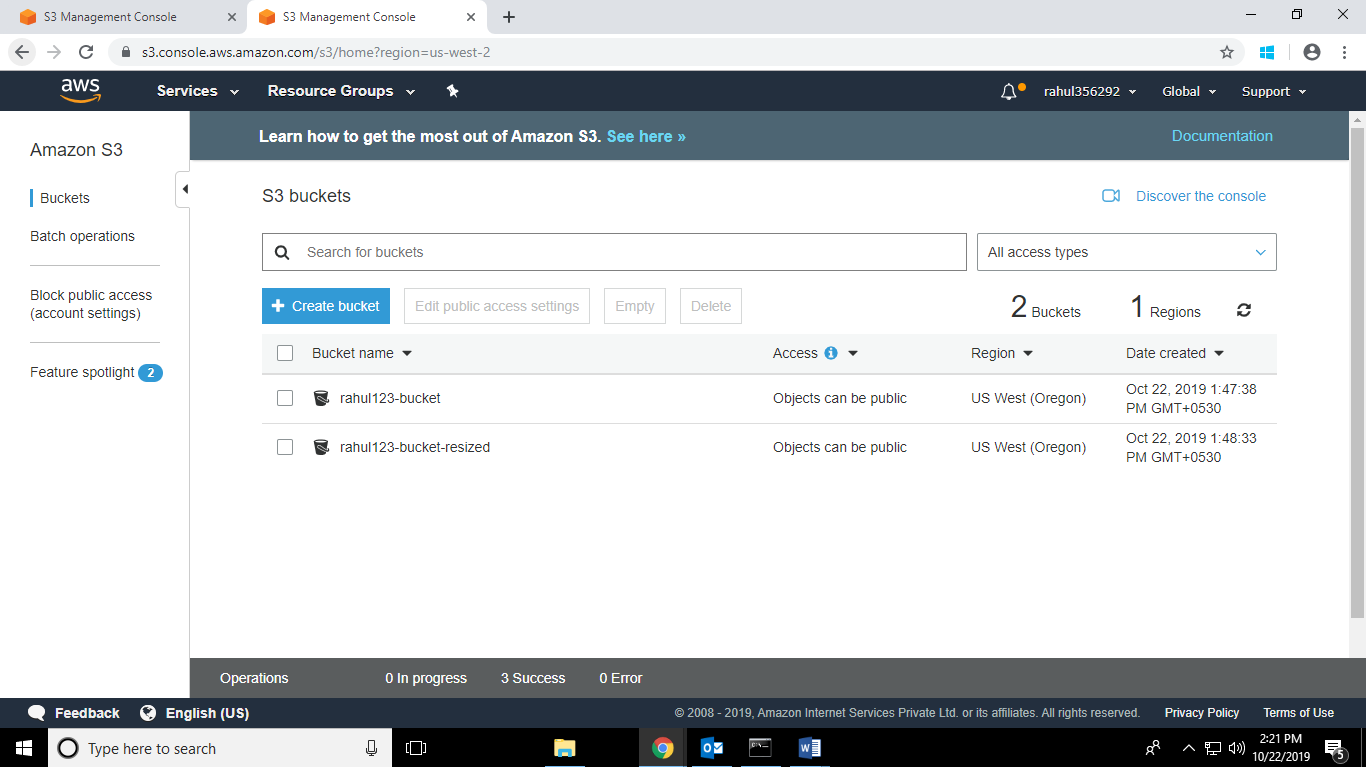 S3 Management Console
S3 Management Console
s3.console.aws.amazon.com/s3/home?region=us-west-2
aws Services Resource Groups rahul356292 Global Support
Amazon S3
Buckets
Batch operations
Block public access
(account settings)
Feature spotlight 2
Learn how to get the most out of Amazon S3. See here » Documentation
S3 buckets Discover the console
Search for buckets All access types
+ Create bucket Edit public access settings Empty Delete 2 Buckets 1 Regions
Bucket name Access Region Date created
rahul123-bucket Objects can be public US West (Oregon) Oct 22, 2019 1:47:38
PM GMT+0530
rahul123-bucket-resized Objects can be public US West (Oregon) Oct 22, 2019 1:48:33
PM GMT+0530
Operations 0 In progress 3 Success 0 Error
Feedback English (US) © 2008 - 2019, Amazon Internet Services Private Ltd. or its affiliates. All rights reserved. Privacy Policy Terms of Use
Type here to search 2:21 PM
10/22/2019 5